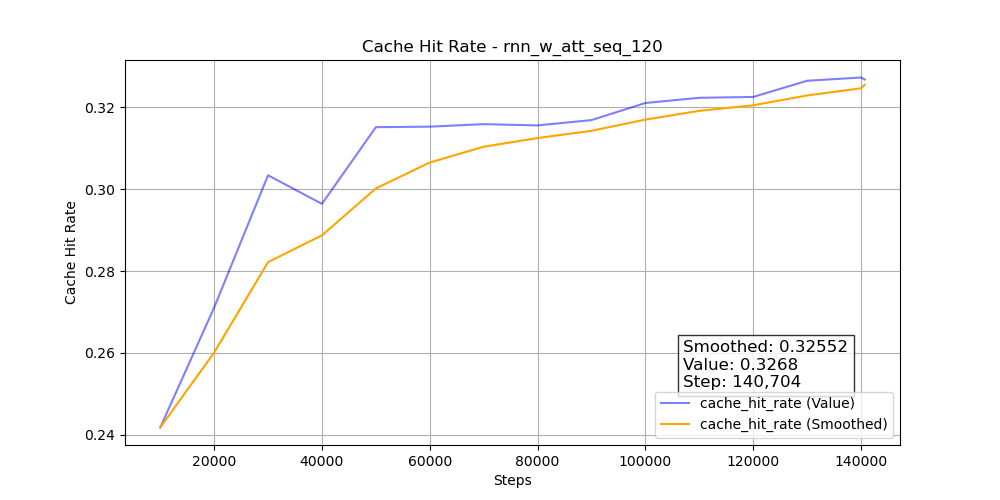 Cache Hit Rate - rnn_w_att_seq_120
Cache Hit Rate
0.32
0.30
0.28
0.26
0.24
Smoothed: 0.32552
Value: 0.3268
Step: 140,704
cache_hit_rate (Value)
cache_hit_rate (Smoothed)
20000 40000 60000 80000 100000 120000 140000
Steps